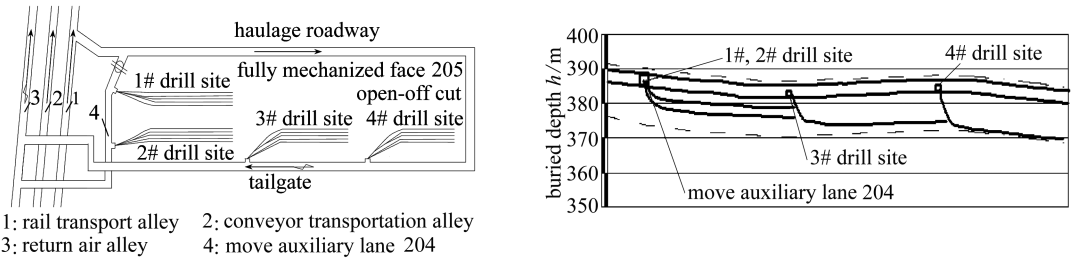 haulage roadway
fully mechanized face 205
open-off cut
1# drill site
3
2
1
4
3# drill site
4# drill site
2# drill site
tailgate
1: rail transport alley
2: conveyor transportation alley
3: return air alley
4: move auxiliary lane 204
buried depth h/m
400
390
380
370
360
350
1#, 2# drill site
4# drill site
3# drill site
move auxiliary lane 204